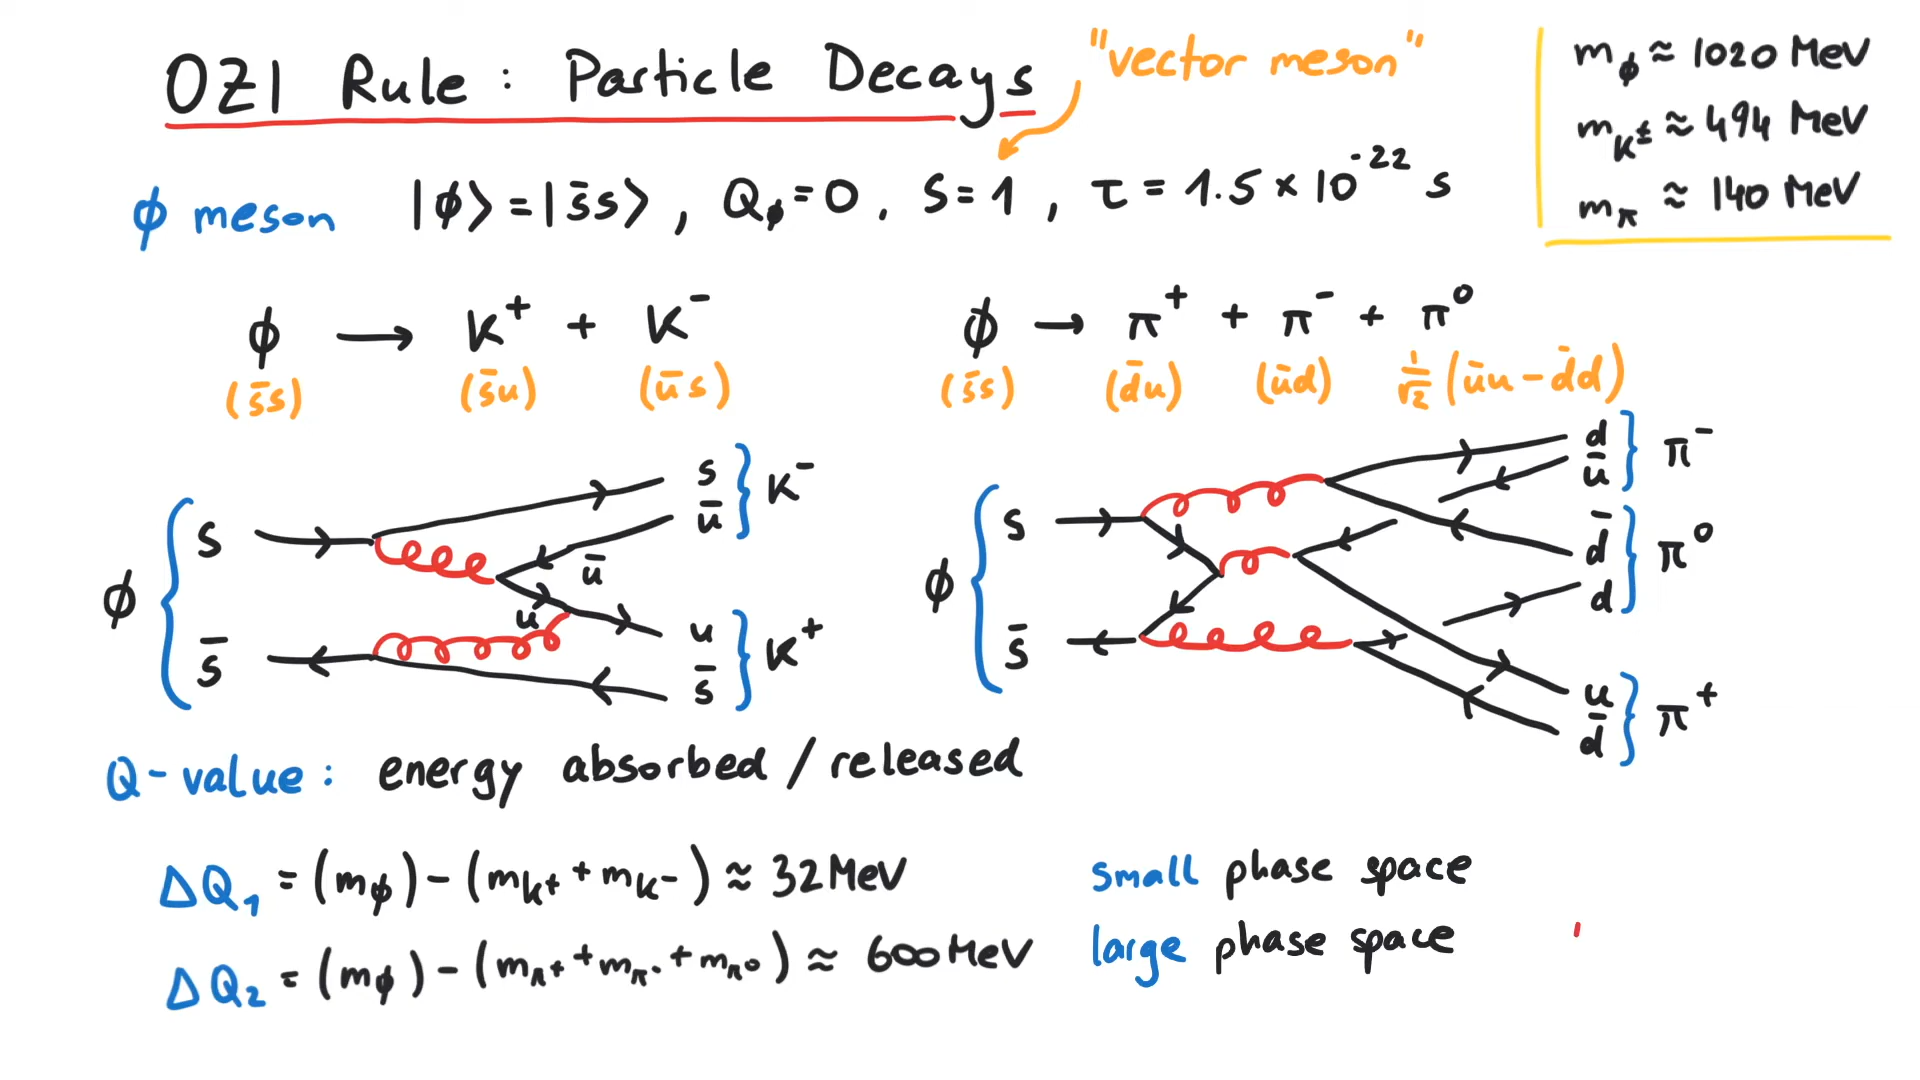 OZI Rule : Particle Decays
"vector meson"
m_ϕ ≈ 1020 MeV
m_K± ≈ 494 MeV
m_π ≈ 140 MeV
ϕ meson |ϕ⟩ = |s̄s⟩ , Q_ϕ = 0 , S = 1 , τ = 1.5 × 10⁻²² s
ϕ ⟶ K⁺ + K⁻
(s̄s) (s̄u) (ūs)
ϕ → π⁺ + π⁻ + π⁰
(s̄s) (d̄u) (ūd) 1/√2 (ūu − d̄d)
ϕ { s
s̄
ū
u
s
ū } K⁻
u
s̄ } K⁺
ϕ { s
s̄
d
ū } π⁻
d̄
d } π⁰
u
d̄ } π⁺
Q-value : energy absorbed / released
ΔQ₁ = (m_ϕ) − (m_K⁺ + m_K⁻) ≈ 32 MeV small phase space
ΔQ₂ = (m_ϕ) − (m_π⁺ + m_π⁻ + m_π⁰) ≈ 600 MeV large phase space